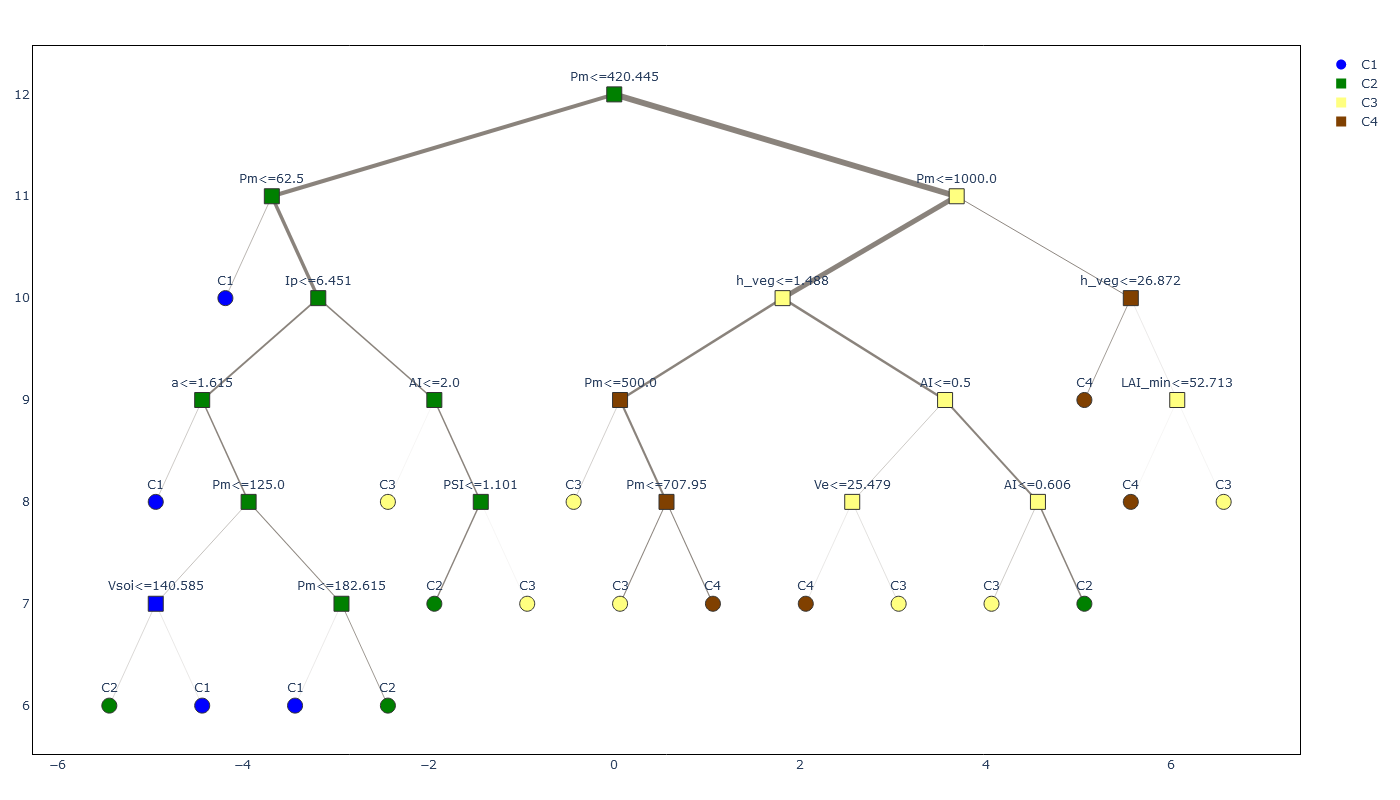 Pm<=420.445
Pm<=62.5
Pm<=1000.0
C1
Ip<=6.451
h_veg<=1.488
h_veg<=26.872
a<=1.615
AI<=2.0
Pm<=500.0
AI<=0.5
C4
LAI_min<=52.713
C1
Pm<=125.0
C3
PSI<=1.101
C3
Pm<=707.95
Ve<=25.479
AI<=0.606
C4
C3
Vsoi<=140.585
Pm<=182.615
C2
C3
C3
C4
C4
C3
C3
C2
C2
C1
C1
C2
12
11
10
9
8
7
6
−6
−4
−2
0
2
4
6
C1
C2
C3
C4